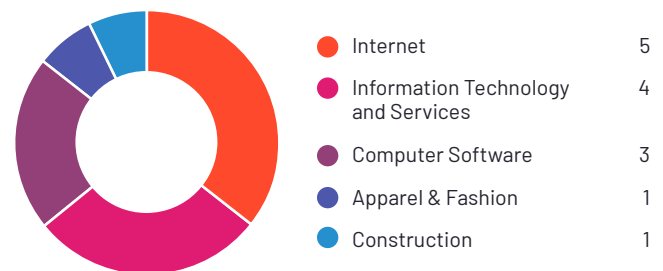 Internet 5
Information Technology 4
and Services
Computer Software 3
Apparel & Fashion 1
Construction 1